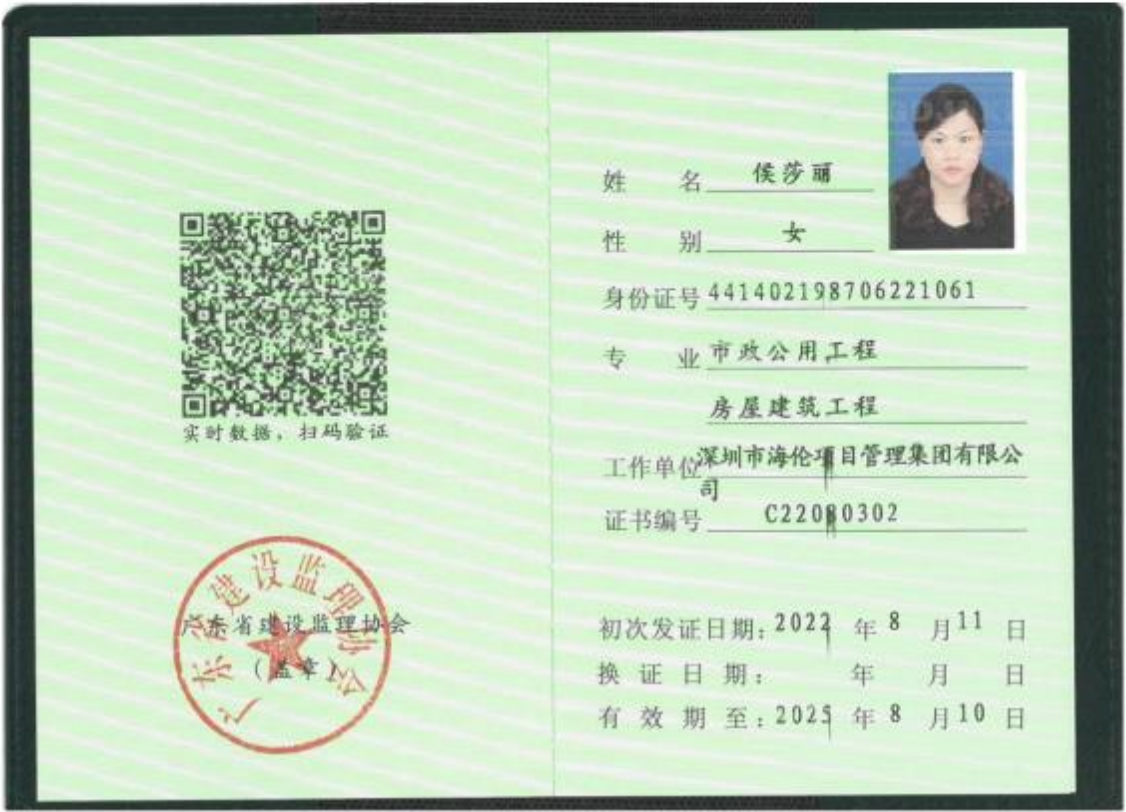 实时数据，扫码验证
广东省建设监理协会
广东省建设监理协会
（盖章）
姓 名 侯莎丽
性 别 女
身份证号 441402198706221061
专 业 市政公用工程
房屋建筑工程
工作单位 深圳市海伦项目管理集团有限公
司
证书编号 C22080302
初次发证日期：2022 年 8 月 11 日
换证日期： 年 月 日
有效期至：2025 年 8 月 10 日